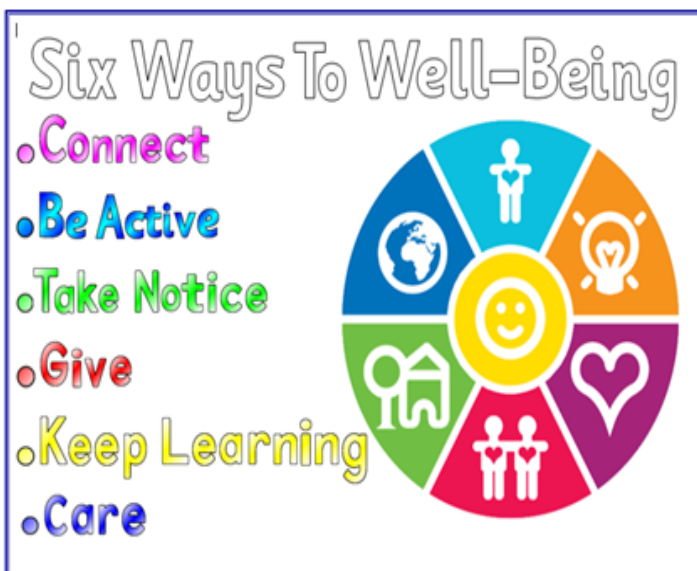 Six Ways To Well-Being
•Connect
•Be Active
•Take Notice
•Give
•Keep Learning
•Care